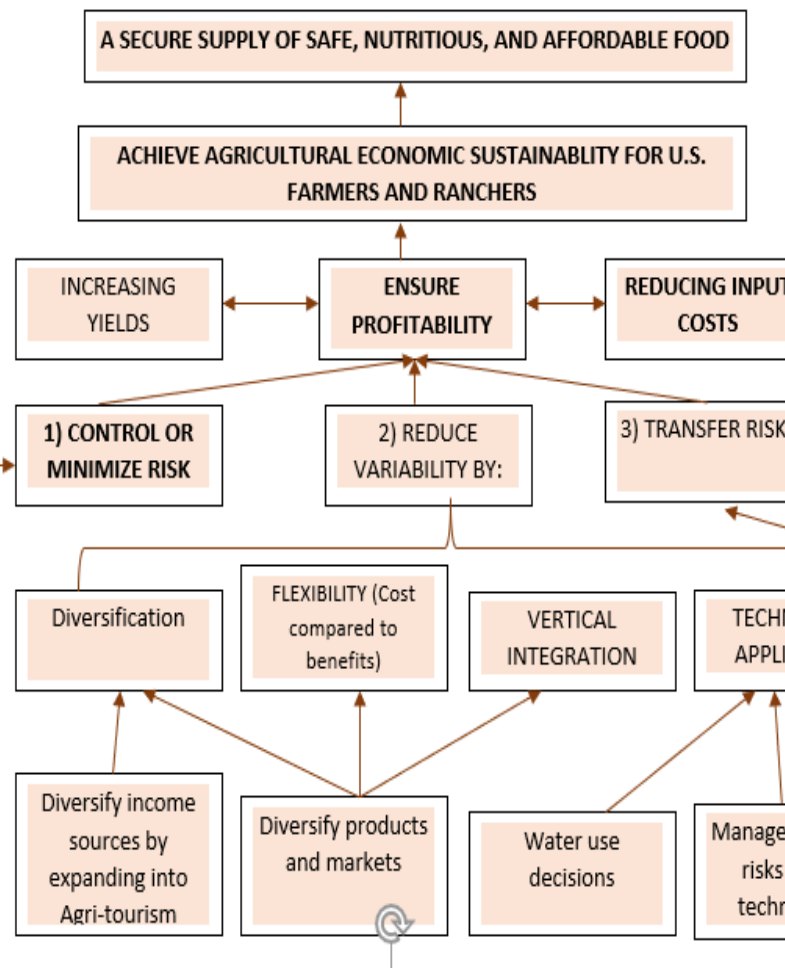 A SECURE SUPPLY OF SAFE, NUTRITIOUS, AND AFFORDABLE FOOD
ACHIEVE AGRICULTURAL ECONOMIC SUSTAINABLITY FOR U.S.
FARMERS AND RANCHERS
INCREASING
YIELDS
ENSURE
PROFITABILITY
REDUCING INPUT
COSTS
1) CONTROL OR
MINIMIZE RISK
2) REDUCE
VARIABILITY BY:
3) TRANSFER RISK
Diversification
FLEXIBILITY (Cost
compared to
benefits)
VERTICAL
INTEGRATION
Diversify income
sources by
expanding into
Agri-tourism
Diversify products
and markets
Water use
decisions
risks